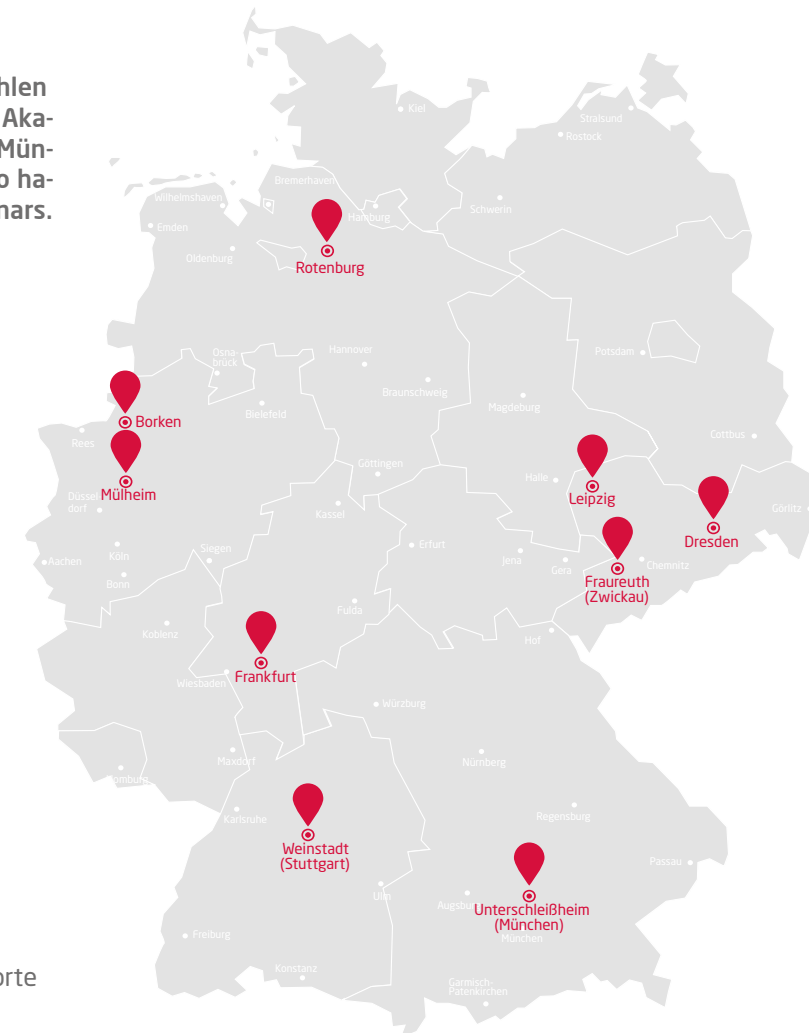 hlen
Aka-
Mün-
o ha-
nars.
Kiel
Stralsund
Rostock
Bremerhaven
Wilhelmshaven
Hamburg
Schwerin
Emden
Oldenburg
Rotenburg
Osna-
brück
Hannover
Potsdam
Braunschweig
Bielefeld
Magdeburg
Borken
Rees
Cottbus
Göttingen
Halle
Mülheim
Düssel-
dorf
Leipzig
Kassel
Görlitz
Dresden
Köln
Siegen
Erfurt
Aachen
Jena
Gera
Chemnitz
Bonn
Fraureuth
(Zwickau)
Fulda
Koblenz
Hof
Frankfurt
Wiesbaden
Würzburg
Maxdorf
Nürnberg
Homburg
Karlsruhe
Regensburg
Weinstadt
(Stuttgart)
Passau
Ulm
Augsburg
Unterschleißheim
(München)
München
Freiburg
Konstanz
Garmisch-
Patenkirchen
orte